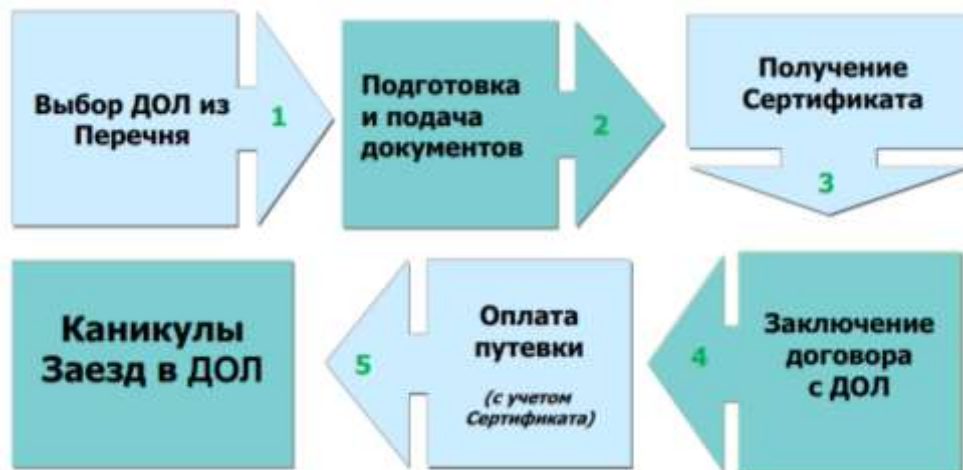 Выбор ДОЛ из
Перечня
1
Подготовка
и подача
документов
2
Получение
Сертификата
3
Заключение
договора
с ДОЛ
4
Оплата
путевки
(с учетом
Сертификата)
5
Каникулы
Заезд в ДОЛ